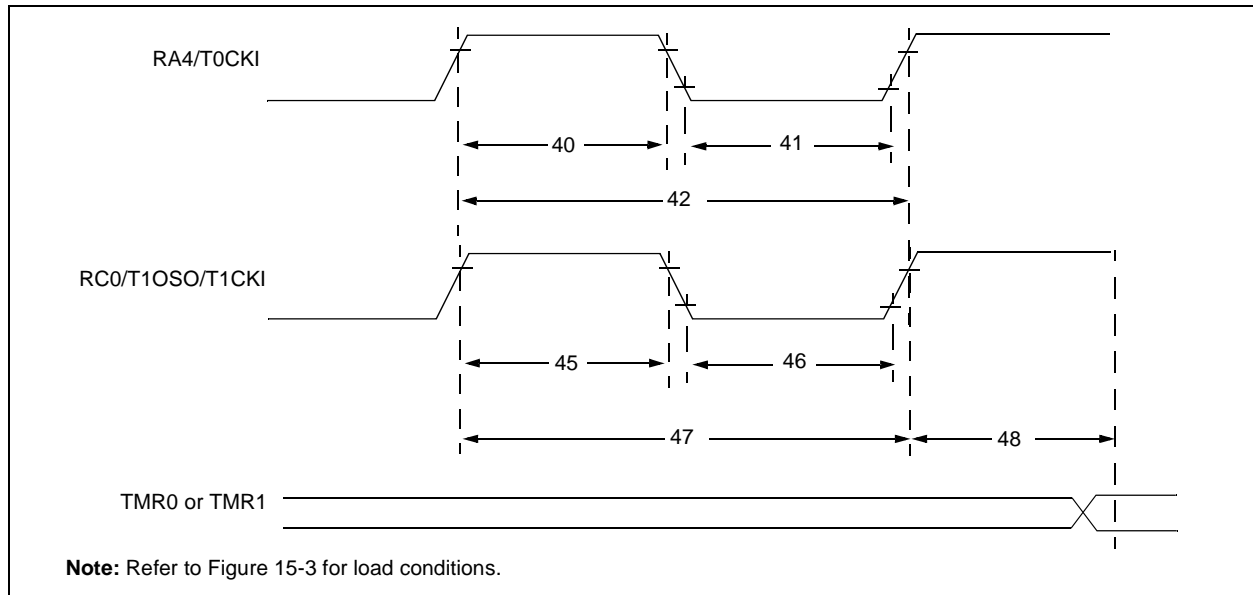 RA4/T0CKI
40
41
42
RC0/T1OSO/T1CKI
45
46
47
48
TMR0 or TMR1
Note: Refer to Figure 15-3 for load conditions.